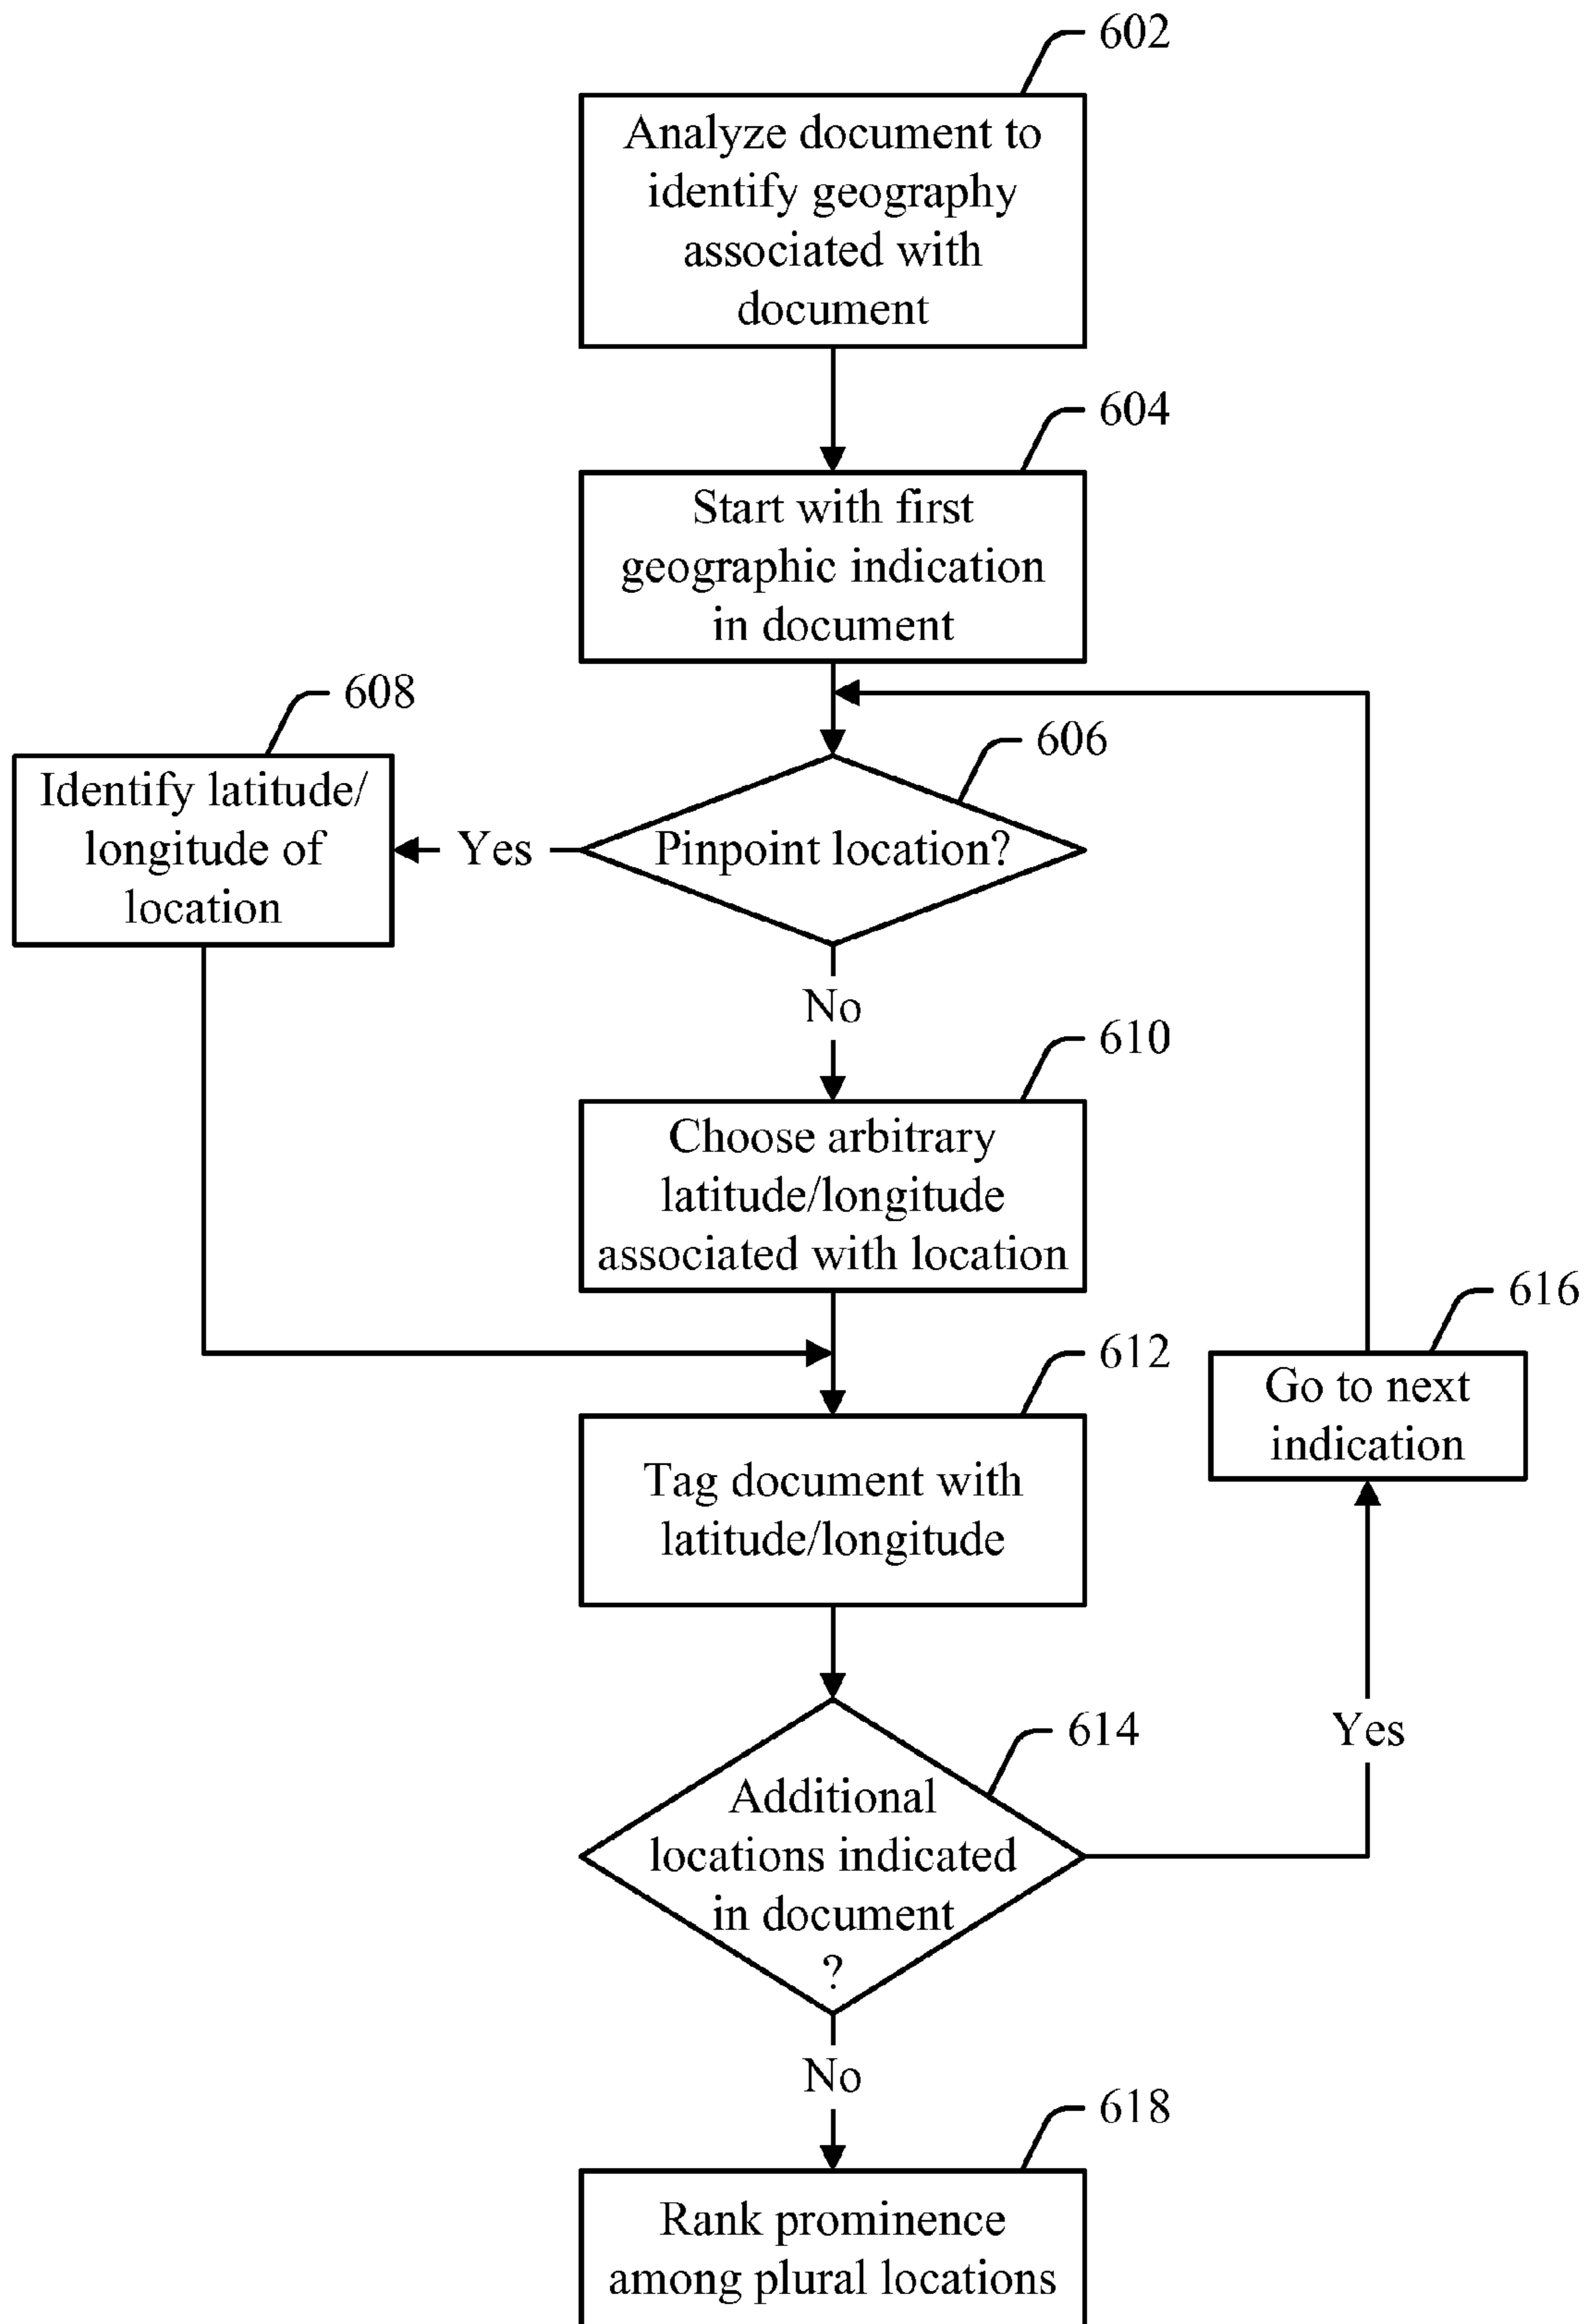 602
Analyze document to
identify geography
associated with
document
604
Start with first
geographic indication
in document
608
606
Identify latitude/
longitude of
location
Yes
Pinpoint location?
No
610
Choose arbitrary
latitude/longitude
associated with location
616
612
Go to next
indication
Tag document with
latitude/longitude
614
Yes
Additional
locations indicated
in document
?
No
618
Rank prominence
among plural locations